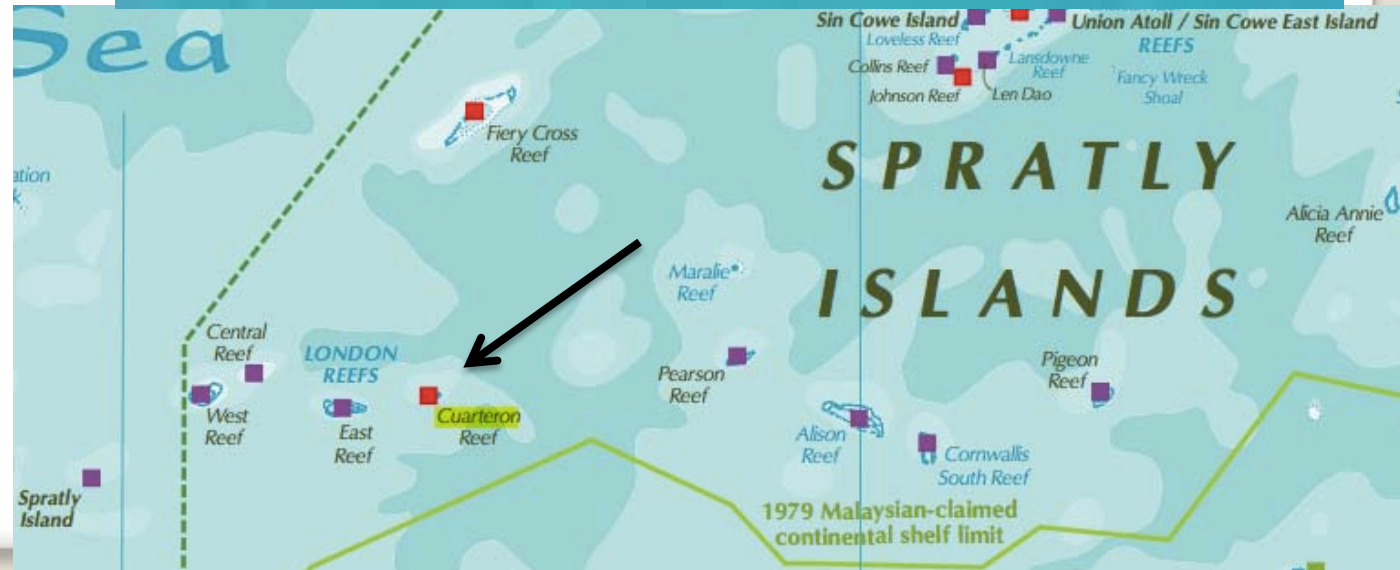 Sea
Sin Cowe Island
Union Atoll / Sin Cowe East Island
REEFS
Loveless Reef
Collins Reef
Lansdowne
Reef
Johnson Reef
Len Dao
Fancy Wreck
Shoal
Fiery Cross
Reef
SPRATLY
ISLANDS
Alicia Annie
Reef
Maralie
Reef
Central
Reef
LONDON
REEFS
West
Reef
East
Reef
Cuarteron
Reef
Pearson
Reef
Pigeon
Reef
Alison
Reef
Cornwallis
South Reef
Spratly
Island
1979 Malaysian-claimed
continental shelf limit